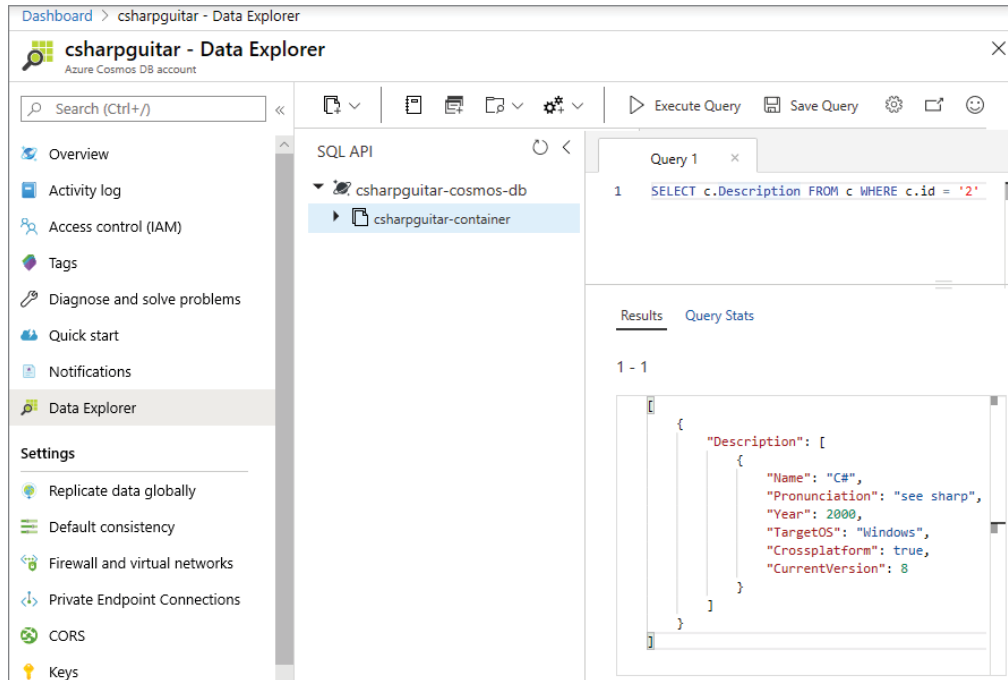 Dashboard > csharpguitar - Data Explorer
csharpguitar - Data Explorer
Azure Cosmos DB account
Search (Ctrl+/)
Overview
Activity log
Access control (IAM)
Tags
Diagnose and solve problems
Quick start
Notifications
Data Explorer
Settings
Replicate data globally
Default consistency
Firewall and virtual networks
Private Endpoint Connections
CORS
Keys
Execute Query
Save Query
SQL API
csharpguitar-cosmos-db
csharpguitar-container
Query 1
1 SELECT c.Description FROM c WHERE c.id = '2'
Results Query Stats
1 - 1
[
{
"Description": [
{
"Name": "C#",
"Pronunciation": "see sharp",
"Year": 2000,
"TargetOS": "Windows",
"Crossplatform": true,
"CurrentVersion": 8
}
]
}
]